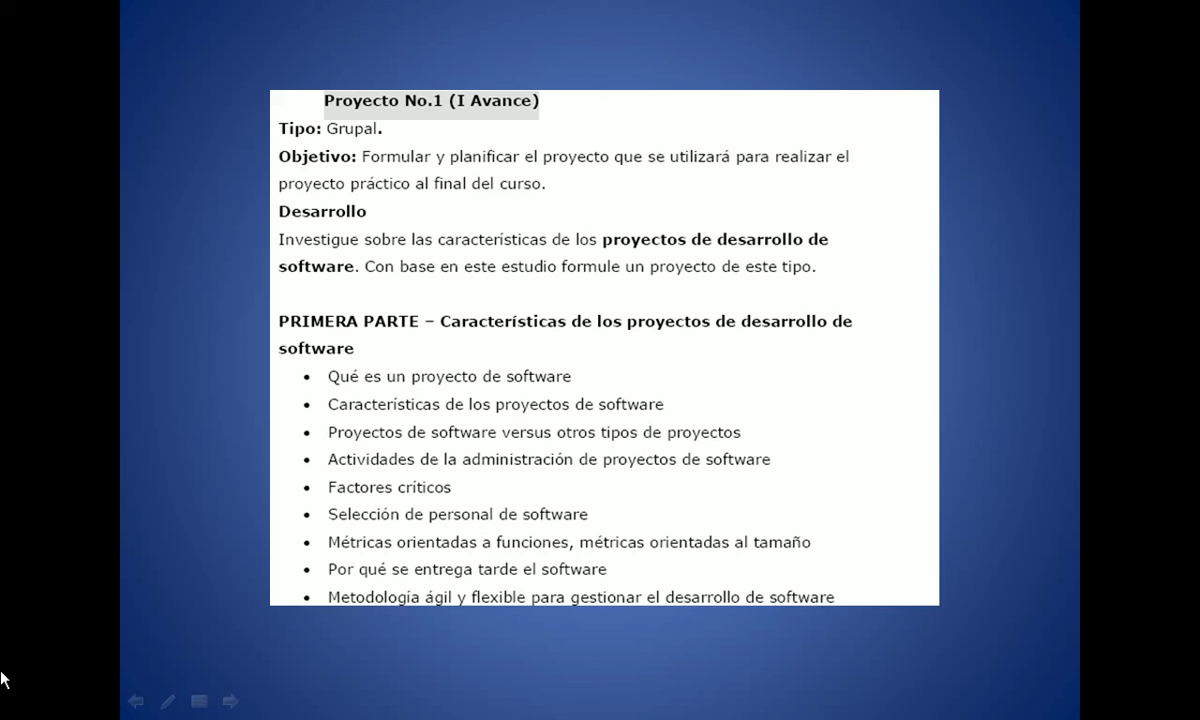 Proyecto No.1 (I Avance)
Tipo: Grupal.
Objetivo: Formular y planificar el proyecto que se utilizará para realizar el
proyecto práctico al final del curso.
Desarrollo
Investigue sobre las características de los proyectos de desarrollo de
software. Con base en este estudio formule un proyecto de este tipo.
PRIMERA PARTE – Características de los proyectos de desarrollo de
software
• Qué es un proyecto de software
• Características de los proyectos de software
• Proyectos de software versus otros tipos de proyectos
• Actividades de la administración de proyectos de software
• Factores críticos
• Selección de personal de software
• Métricas orientadas a funciones, métricas orientadas al tamaño
• Por qué se entrega tarde el software
• Metodología ágil y flexible para gestionar el desarrollo de software